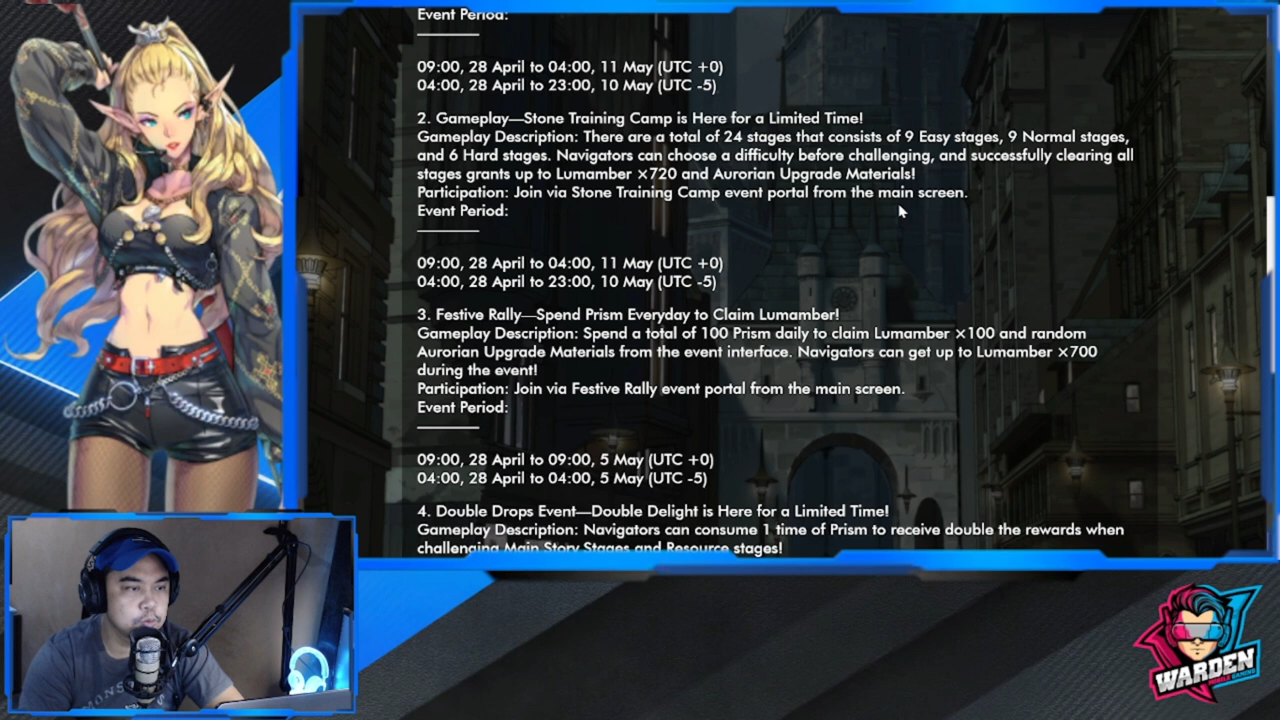 Event Period:
09:00, 28 April to 04:00, 11 May (UTC +0)
04:00, 28 April to 23:00, 10 May (UTC -5)
2. Gameplay—Stone Training Camp is Here for a Limited Time!
Gameplay Description: There are a total of 24 stages that consists of 9 Easy stages, 9 Normal stages,
and 6 Hard stages. Navigators can choose a difficulty before challenging, and successfully clearing all
stages grants up to Lumamber ×720 and Aurorian Upgrade Materials!
Participation: Join via Stone Training Camp event portal from the main screen.
Event Period:
09:00, 28 April to 04:00, 11 May (UTC +0)
04:00, 28 April to 23:00, 10 May (UTC -5)
3. Festive Rally—Spend Prism Everyday to Claim Lumamber!
Gameplay Description: Spend a total of 100 Prism daily to claim Lumamber ×100 and random
Aurorian Upgrade Materials from the event interface. Navigators can get up to Lumamber ×700
during the event!
Participation: Join via Festive Rally event portal from the main screen.
Event Period:
09:00, 28 April to 09:00, 5 May (UTC +0)
04:00, 28 April to 04:00, 5 May (UTC -5)
4. Double Drops Event—Double Delight is Here for a Limited Time!
Gameplay Description: Navigators can consume 1 time of Prism to receive double the rewards when
challenging Main Story Stages and Resource stages!
WARDEN
MOBILE GAMING